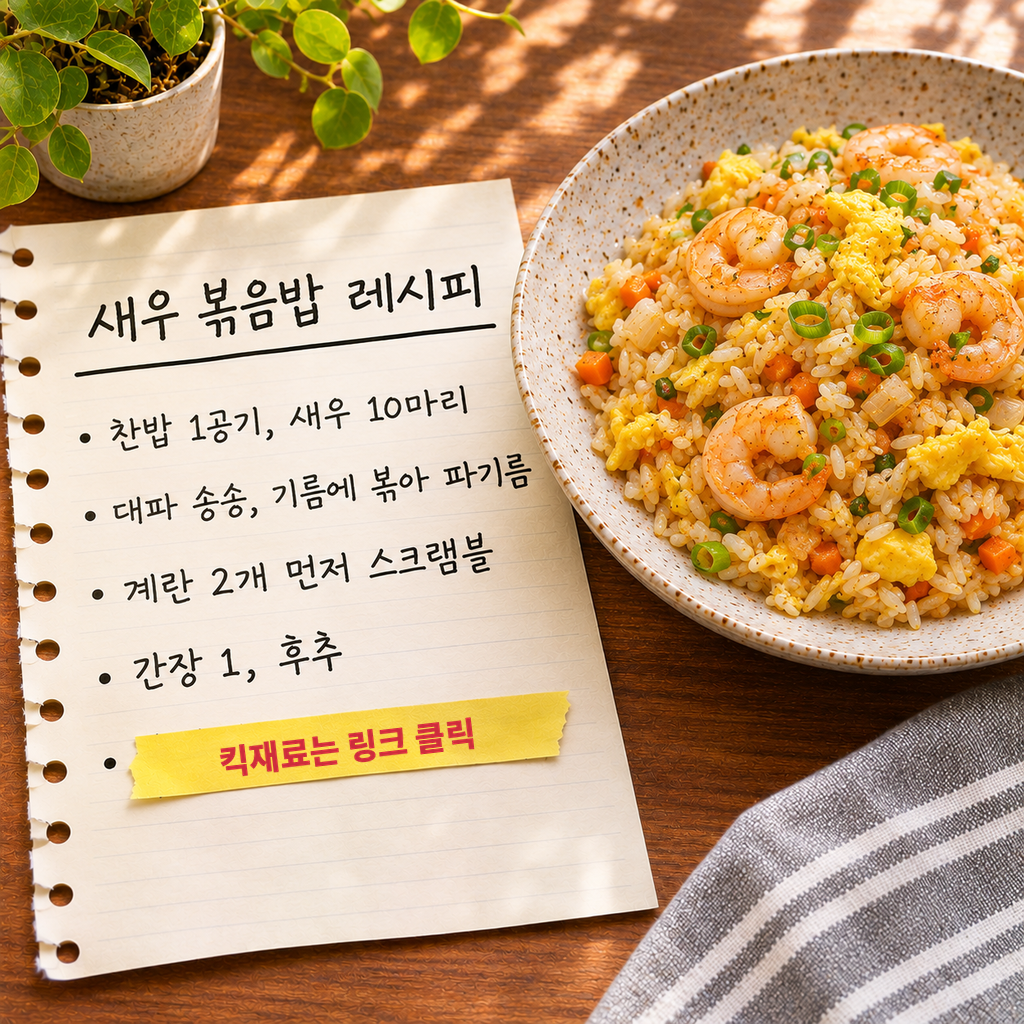 새우 볶음밥 레시피
• 찬밥 1공기, 새우 10마리
• 대파 송송, 기름에 볶아 파기름
• 계란 2개 먼저 스크램블
• 간장 1, 후추
• 킥재료는 링크 클릭